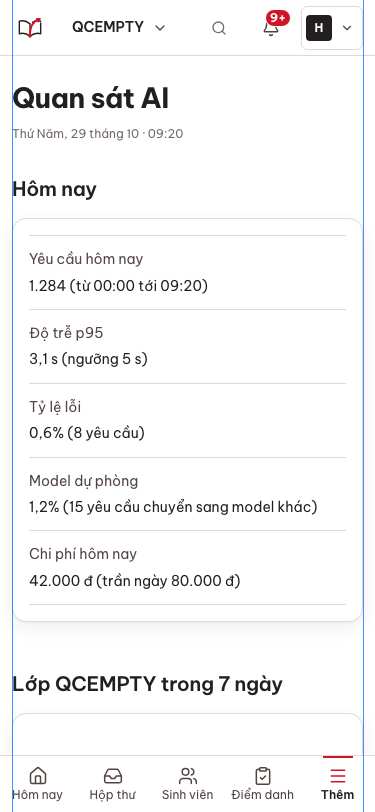 QCEMPTY
9+
H
Quan sát AI
Thứ Năm, 29 tháng 10 · 09:20
Hôm nay
Yêu cầu hôm nay
1.284 (từ 00:00 tới 09:20)
Độ trễ p95
3,1 s (ngưỡng 5 s)
Tỷ lệ lỗi
0,6% (8 yêu cầu)
Model dự phòng
1,2% (15 yêu cầu chuyển sang model khác)
Chi phí hôm nay
42.000 đ (trần ngày 80.000 đ)
Lớp QCEMPTY trong 7 ngày
Hôm nay
Hộp thư
Sinh viên
Điểm danh
Thêm